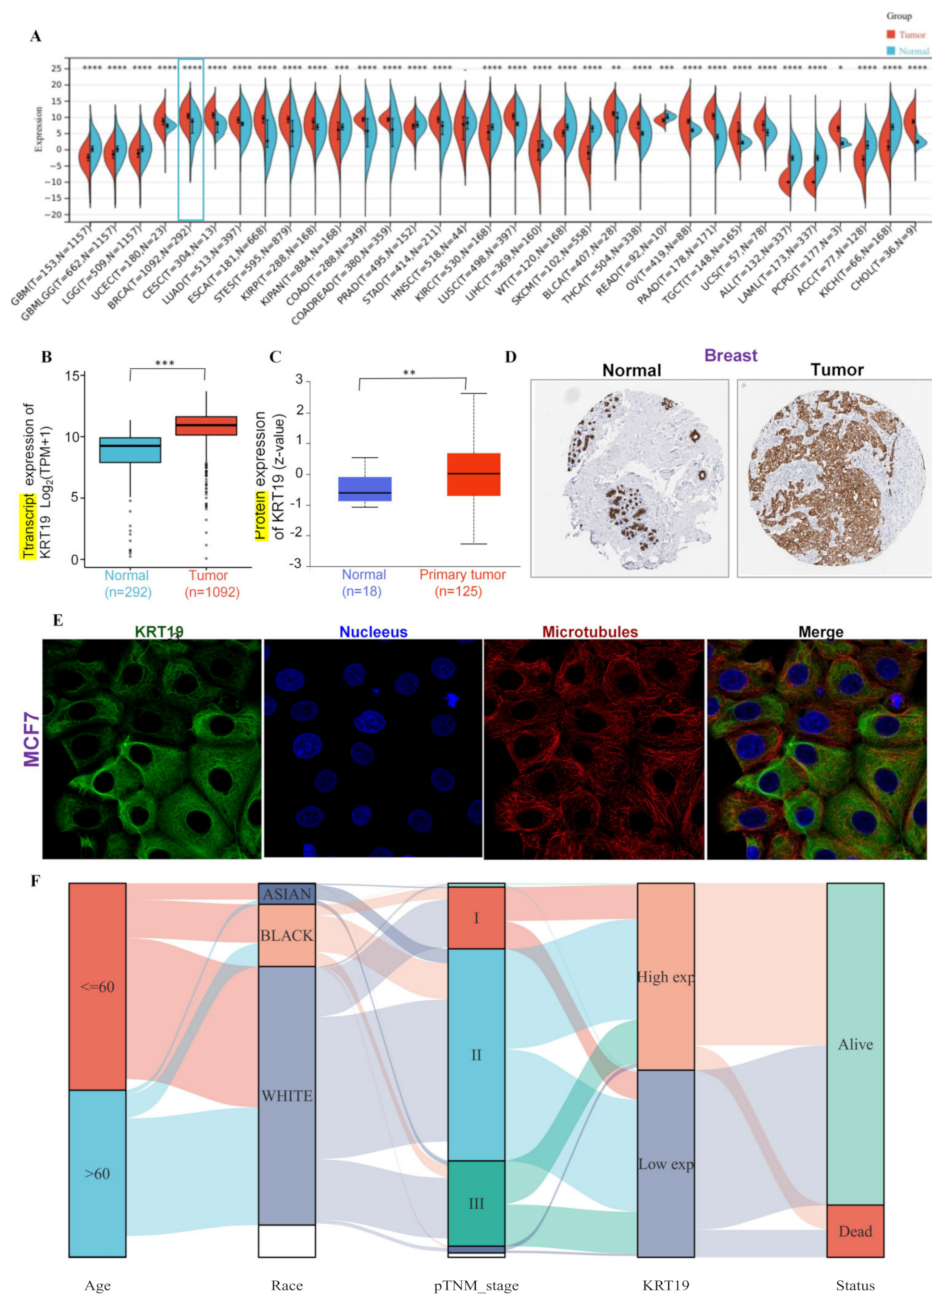 Group
Tumor
Normal
A
Expression
25
20
15
10
5
0
−5
−10
−15
−20
**** **** **** **** **** **** **** **** **** **** *** **** **** **** **** - **** **** **** **** **** ** **** *** **** **** **** **** **** **** * **** **** ****
GBM(T=153,N=1157)
GBMLGG(T=662,N=1157)
LGG(T=509,N=1157)
UCEC(T=180,N=23)
BRCA(T=1092,N=292)
CESC(T=304,N=13)
LUAD(T=513,N=397)
ESCA(T=181,N=668)
STES(T=595,N=879)
KIRP(T=288,N=168)
KIPAN(T=884,N=168)
COAD(T=288,N=349)
COADREAD(T=380,N=359)
PRAD(T=495,N=152)
STAD(T=414,N=211)
HNSC(T=518,N=44)
KIRC(T=530,N=168)
LUSC(T=498,N=397)
LIHC(T=369,N=160)
WT(T=120,N=168)
SKCM(T=102,N=558)
BLCA(T=407,N=28)
THCA(T=504,N=338)
READ(T=92,N=10)
OV(T=419,N=88)
PAAD(T=178,N=171)
TGCT(T=148,N=165)
UCS(T=57,N=78)
ALL(T=132,N=337)
LAML(T=173,N=337)
PCPG(T=177,N=3)
ACC(T=77,N=128)
KICH(T=66,N=168)
CHOL(T=36,N=9)
B
Ttranscript expression of
KRT19 Log2(TPM+1)
15
10
5
0
***
Normal
(n=292)
Tumor
(n=1092)
C
Protein expression
of KRT19 (z-value)
3
2
1
0
-1
-2
-3
**
Normal
(n=18)
Primary tumor
(n=125)
D
Breast
Normal
Tumor
E
KRT19
Nucleeus
Microtubules
Merge
MCF7
F
<=60
>60
ASIAN
BLACK
WHITE
I
II
III
High exp
Low exp
Alive
Dead
Age
Race
pTNM_stage
KRT19
Status